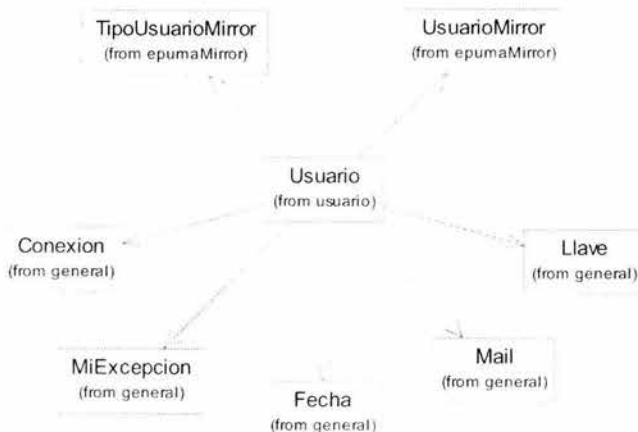 TipoUsuarioMirror
(from epumaMirror)
UsuarioMirror
(from epumaMirror)
Usuario
(from usuario)
Conexion
(from general)
Llave
(from general)
MiExcepcion
(from general)
Mail
(from general)
Fecha
(from general)